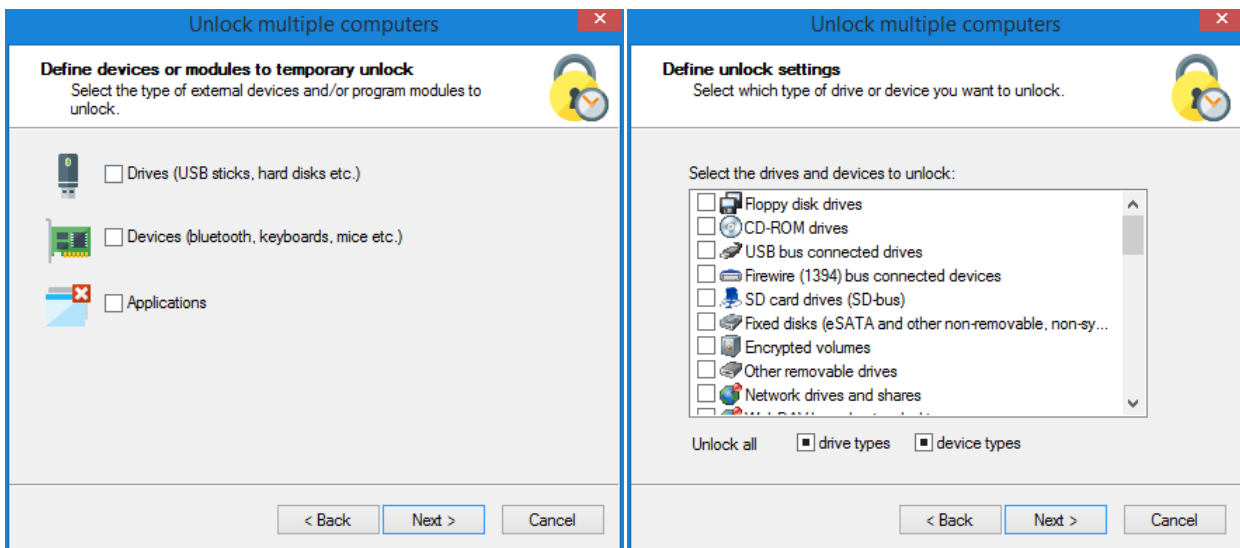 Unlock multiple computers
Define devices or modules to temporary unlock
Select the type of external devices and/or program modules to
unlock.
Drives (USB sticks, hard disks etc.)
Devices (bluetooth, keyboards, mice etc.)
Applications
< Back
Next >
Cancel
Unlock multiple computers
Define unlock settings
Select which type of drive or device you want to unlock.
Select the drives and devices to unlock:
Floppy disk drives
CD-ROM drives
USB bus connected drives
Firewire (1394) bus connected devices
SD card drives (SD-bus)
Fixed disks (eSATA and other non-removable, non-sy...
Encrypted volumes
Other removable drives
Network drives and shares
Unlock all
drive types
device types
< Back
Next >
Cancel